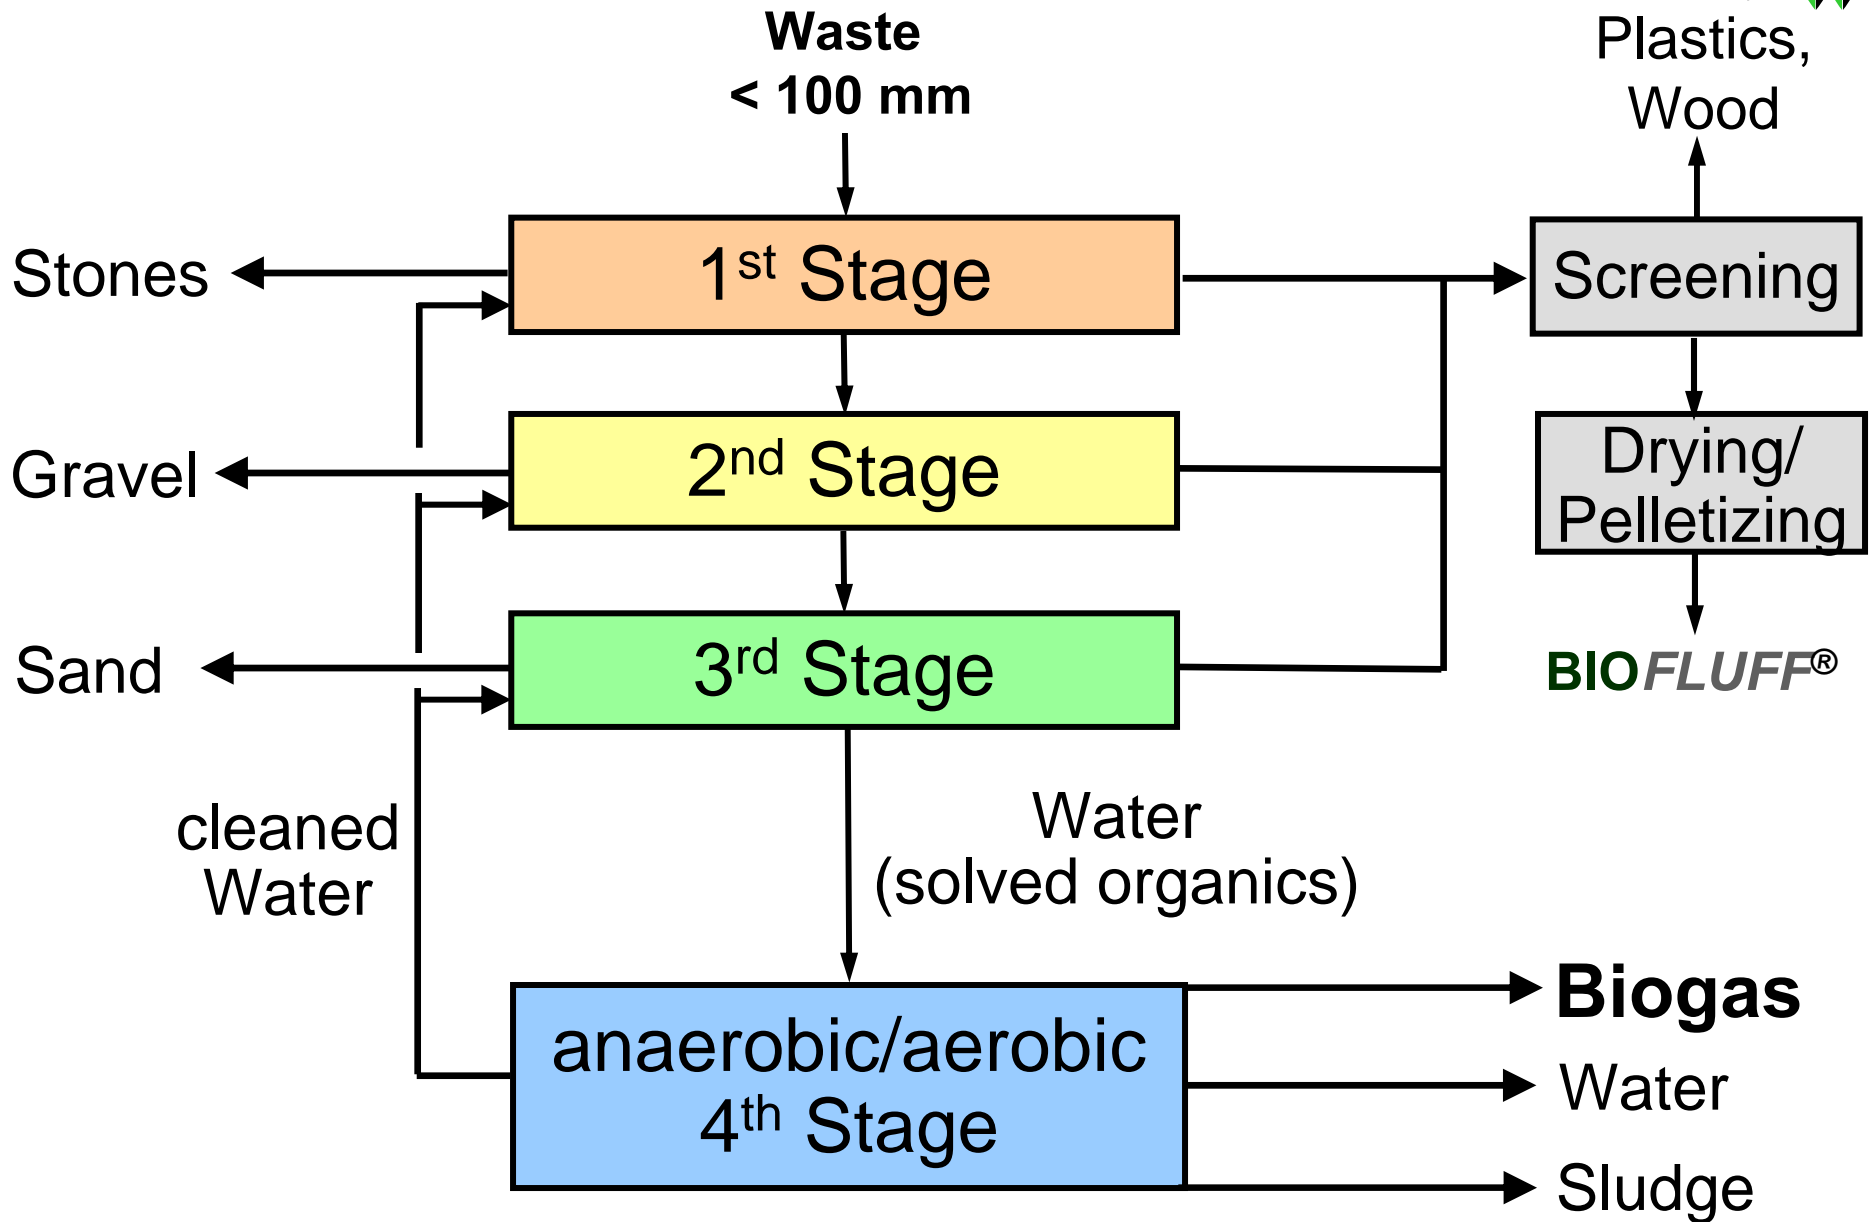 Waste
< 100 mm
Plastics,
Wood
Stones
1st Stage
Screening
Gravel
2nd Stage
Drying/
Pelletizing
Sand
3rd Stage
BIOFLUFF®
cleaned
Water
Water
(solved organics)
anaerobic/aerobic
4th Stage
Biogas
Water
Sludge